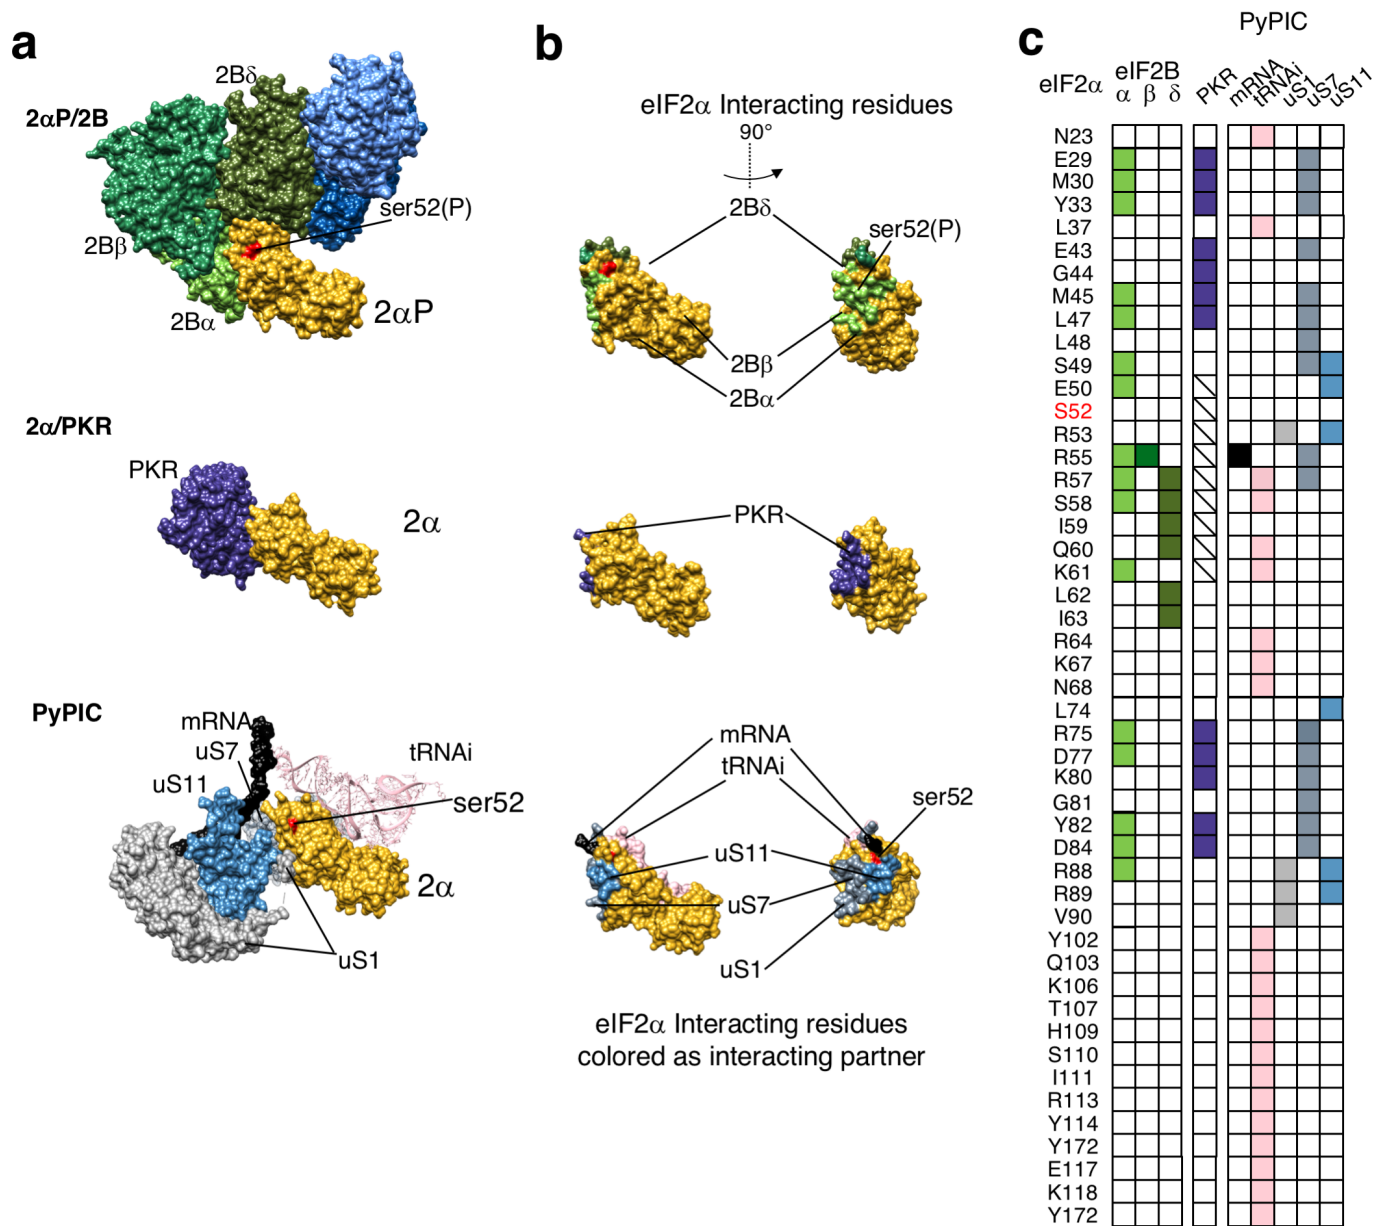 a
2αP/2B
2Bδ
ser52(P)
2Bβ
2Bα
2αP
2α/PKR
PKR
2α
PyPIC
mRNA
uS7
tRNAi
uS11
ser52
2α
uS1
b
eIF2α Interacting residues
90°
2Bδ
ser52(P)
2Bβ
2Bα
PKR
mRNA
tRNAi
ser52
uS11
uS7
uS1
eIF2α Interacting residues
colored as interacting partner
c
PyPIC
eIF2α eIF2B PKR mRNA tRNAi uS1 uS7 uS11
α β δ
N23
E29
M30
Y33
L37
E43
G44
M45
L47
L48
S49
E50
S52
R53
R55
R57
S58
I59
Q60
K61
L62
I63
R64
K67
N68
L74
R75
D77
K80
G81
Y82
D84
R88
R89
V90
Y102
Q103
K106
T107
H109
S110
I111
R113
Y114
Y172
E117
K118
Y172